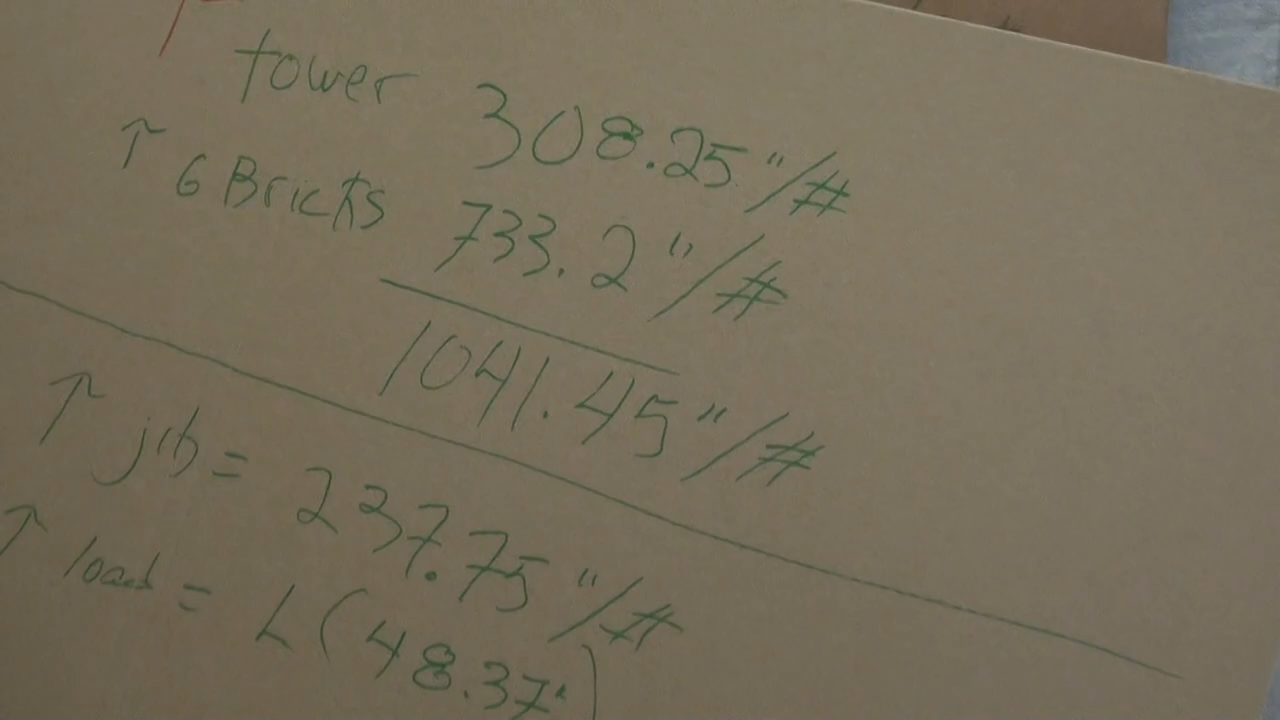 tower 308.25"/#
↑ 6 Bricks 733.2"/#
1041.45"/#
↑ jib = 237.75"/#
↑ load = L(48.37")